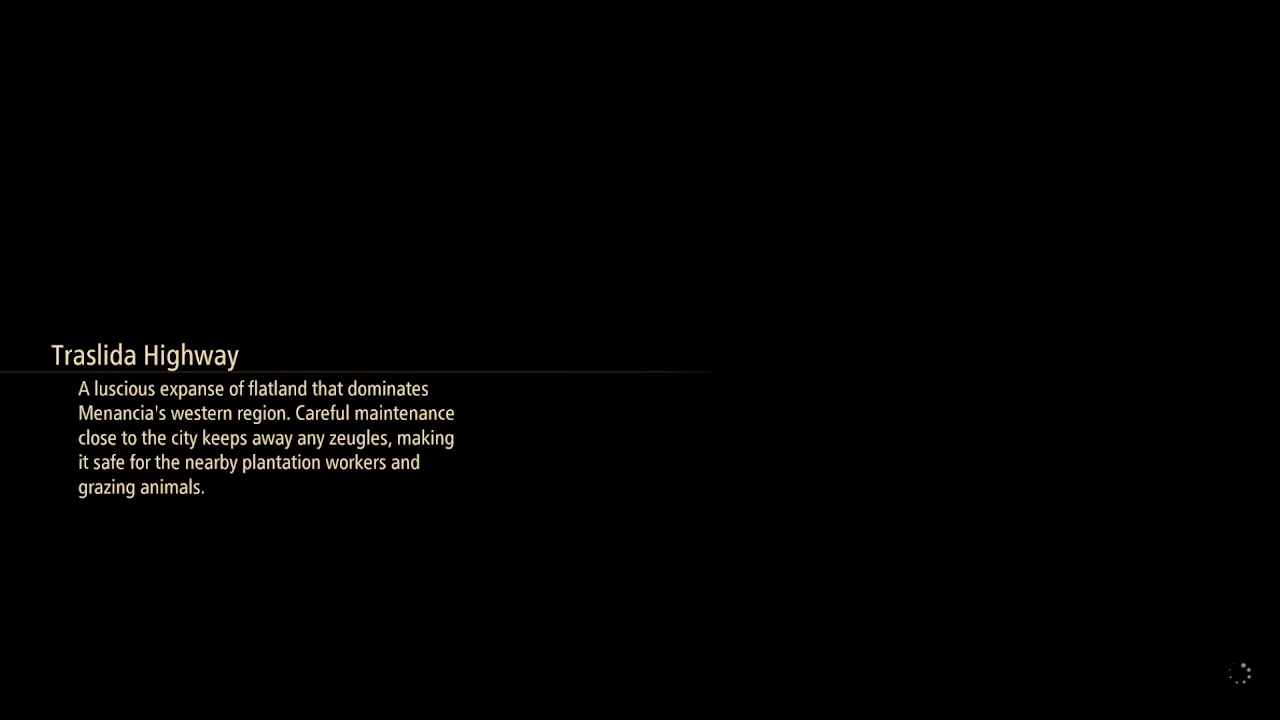 Traslida Highway
A luscious expanse of flatland that dominates
Menancia's western region. Careful maintenance
close to the city keeps away any zeugles, making
it safe for the nearby plantation workers and
grazing animals.